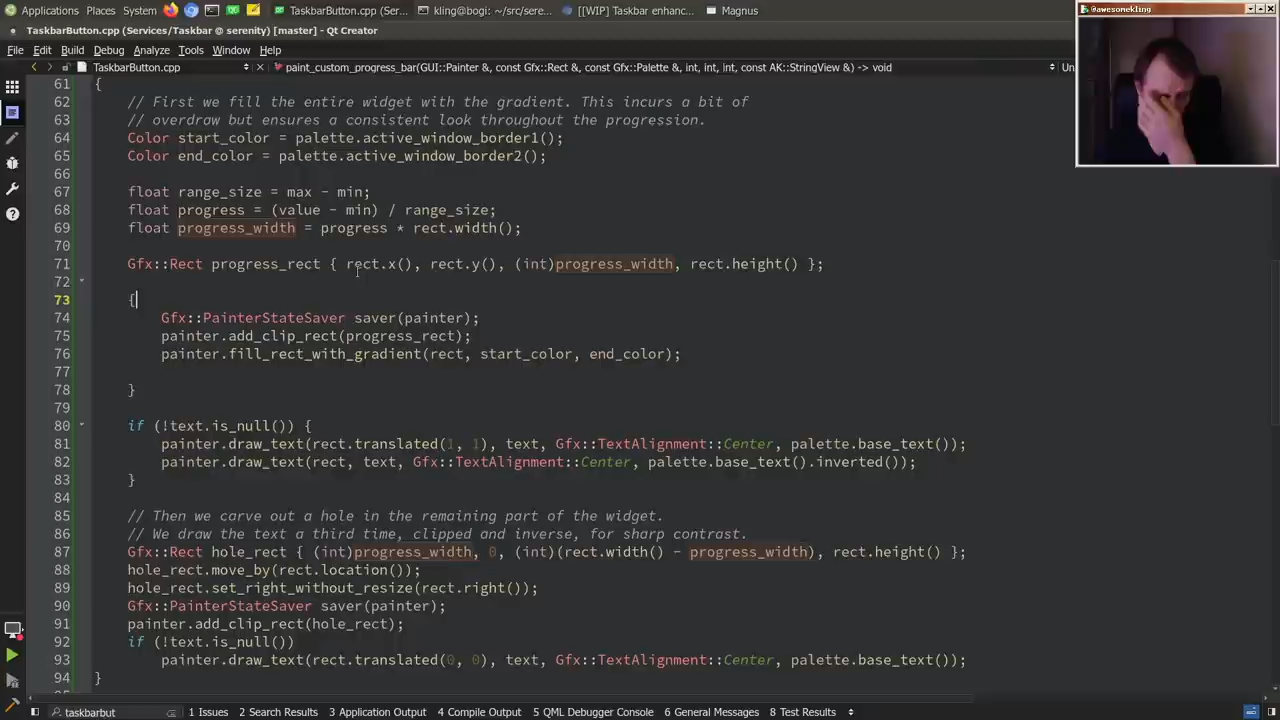 Applications Places System TaskbarButton.cpp (Ser... kling@bogi: ~/src/sere... [[WIP] Taskbar enhanc... Magnus
@awesomekling
TaskbarButton.cpp (Services/Taskbar @ serenity) [master] - Qt Creator
File Edit Build Debug Analyze Tools Window Help
TaskbarButton.cpp paint_custom_progress_bar(GUI::Painter &, const Gfx::Rect &, const Gfx::Palette &, int, int, int, const AK::StringView &) -> void Un
61 {
62 // First we fill the entire widget with the gradient. This incurs a bit of
63 // overdraw but ensures a consistent look throughout the progression.
64 Color start_color = palette.active_window_border1();
65 Color end_color = palette.active_window_border2();
66
67 float range_size = max - min;
68 float progress = (value - min) / range_size;
69 float progress_width = progress * rect.width();
70
71 Gfx::Rect progress_rect { rect.x(), rect.y(), (int)progress_width, rect.height() };
72
73 {
74 Gfx::PainterStateSaver saver(painter);
75 painter.add_clip_rect(progress_rect);
76 painter.fill_rect_with_gradient(rect, start_color, end_color);
77
78 }
79
80 if (!text.is_null()) {
81 painter.draw_text(rect.translated(1, 1), text, Gfx::TextAlignment::Center, palette.base_text());
82 painter.draw_text(rect, text, Gfx::TextAlignment::Center, palette.base_text().inverted());
83 }
84
85 // Then we carve out a hole in the remaining part of the widget.
86 // We draw the text a third time, clipped and inverse, for sharp contrast.
87 Gfx::Rect hole_rect { (int)progress_width, 0, (int)(rect.width() - progress_width), rect.height() };
88 hole_rect.move_by(rect.location());
89 hole_rect.set_right_without_resize(rect.right());
90 Gfx::PainterStateSaver saver(painter);
91 painter.add_clip_rect(hole_rect);
92 if (!text.is_null())
93 painter.draw_text(rect.translated(0, 0), text, Gfx::TextAlignment::Center, palette.base_text());
94 }
taskbarbut 1 Issues 2 Search Results 3 Application Output 4 Compile Output 5 QML Debugger Console 6 General Messages 8 Test Results